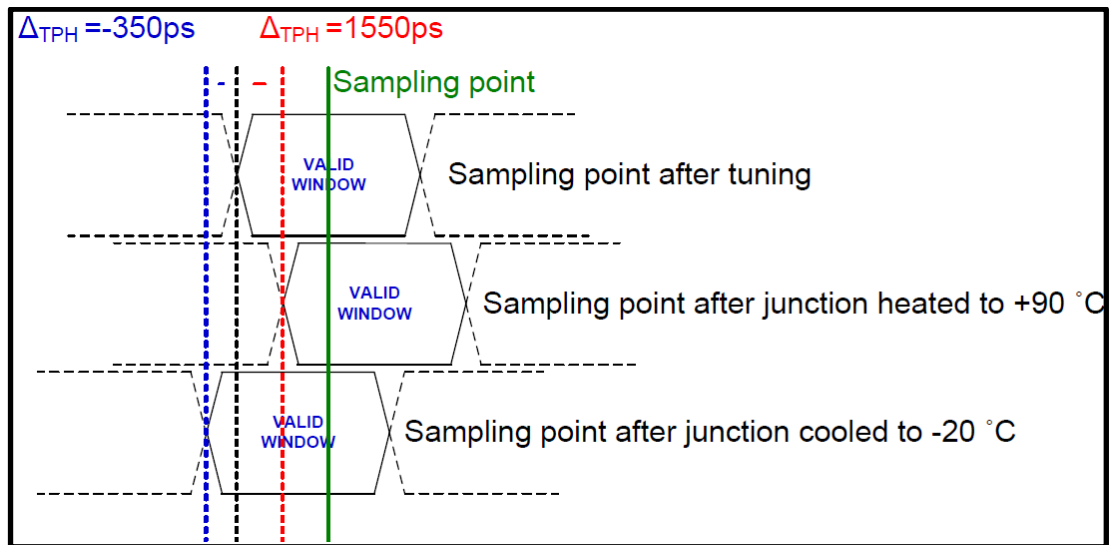 ΔTPH =-350ps
ΔTPH =1550ps
Sampling point
VALID
WINDOW
Sampling point after tuning
VALID
WINDOW
Sampling point after junction heated to +90 ˚C
VALID
WINDOW
Sampling point after junction cooled to -20 ˚C